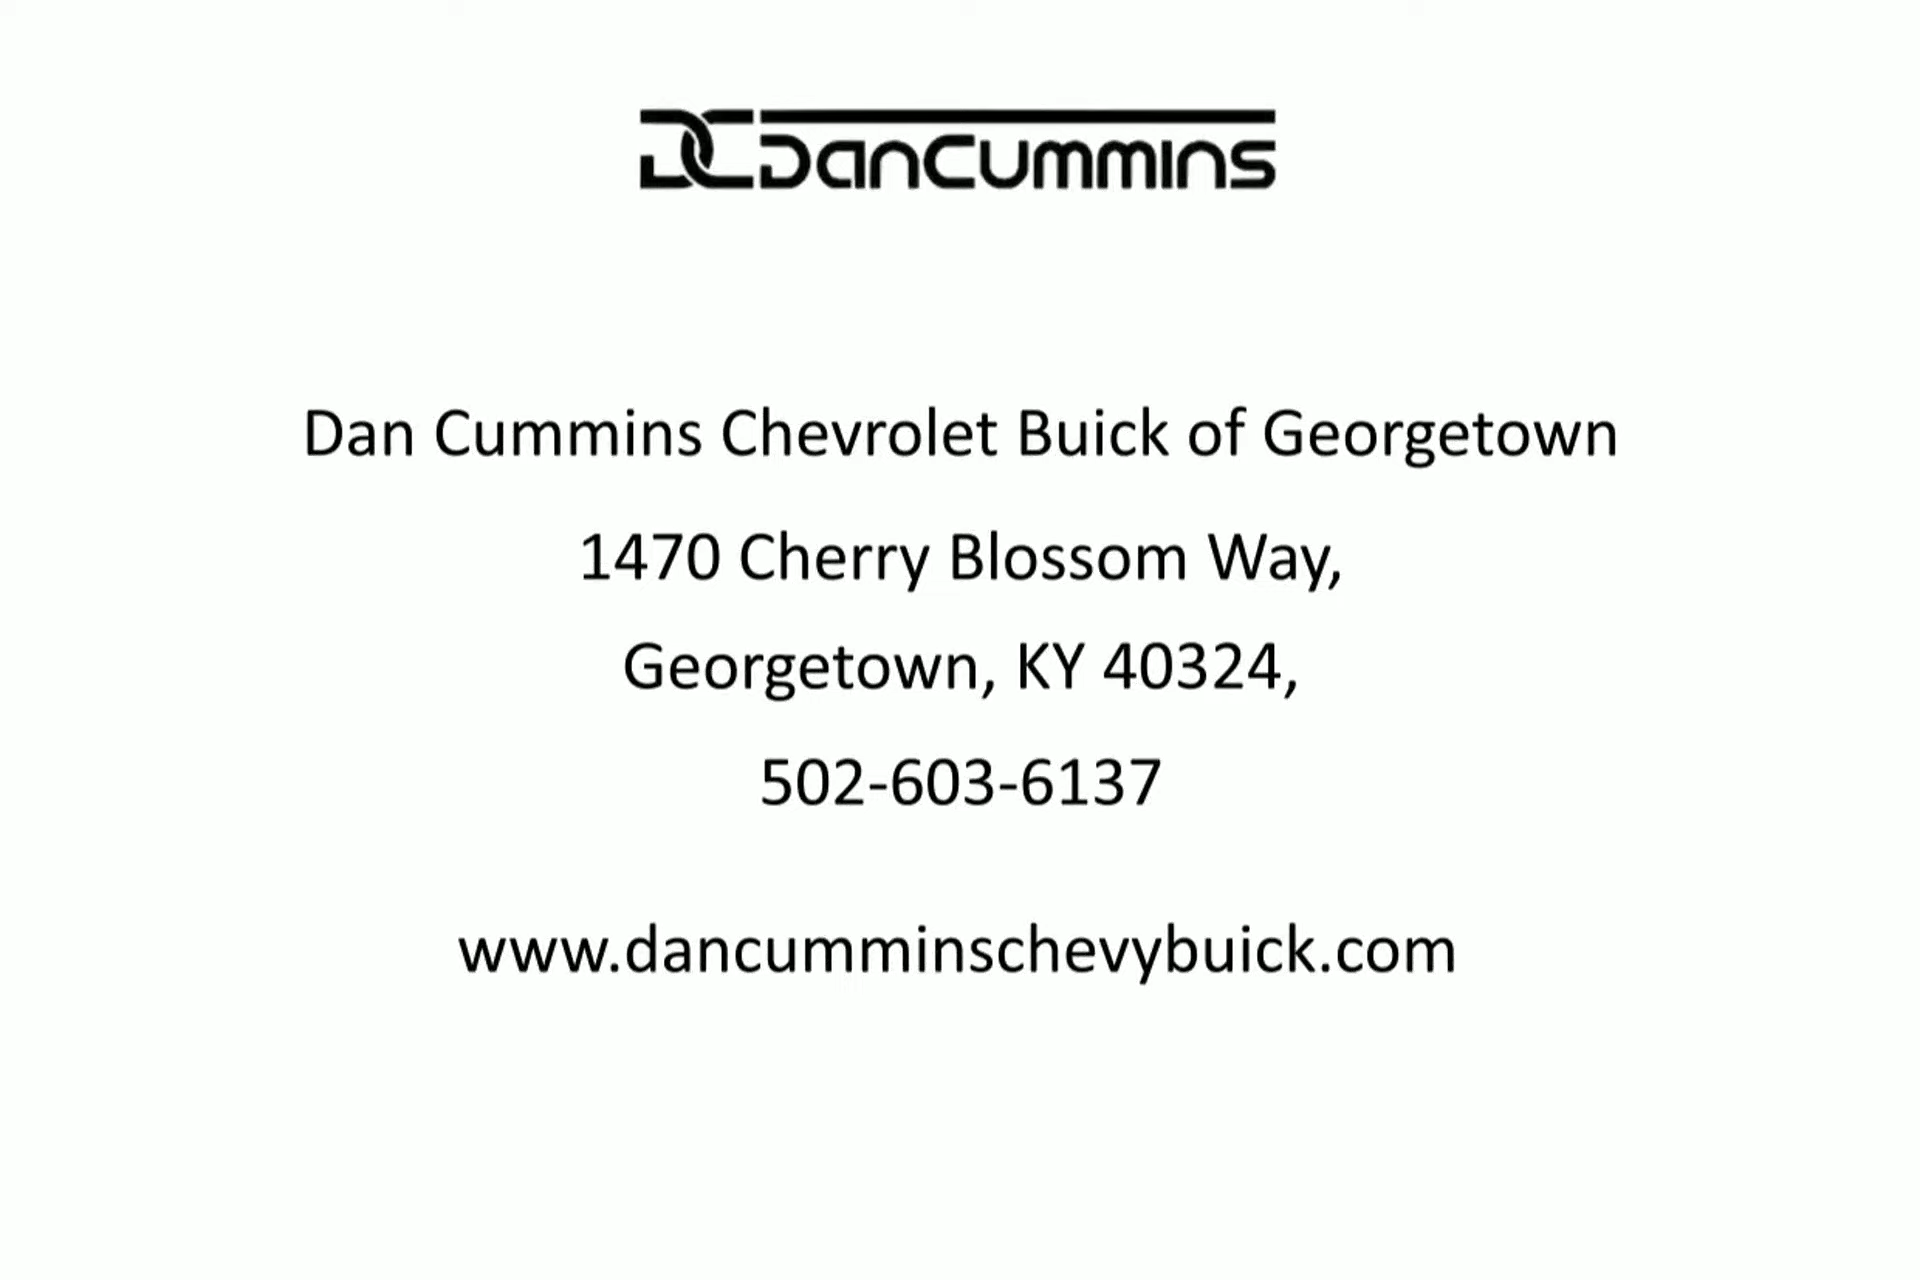 DC DanCummins
Dan Cummins Chevrolet Buick of Georgetown
1470 Cherry Blossom Way,
Georgetown, KY 40324,
502-603-6137
www.dancumminschevybuick.com